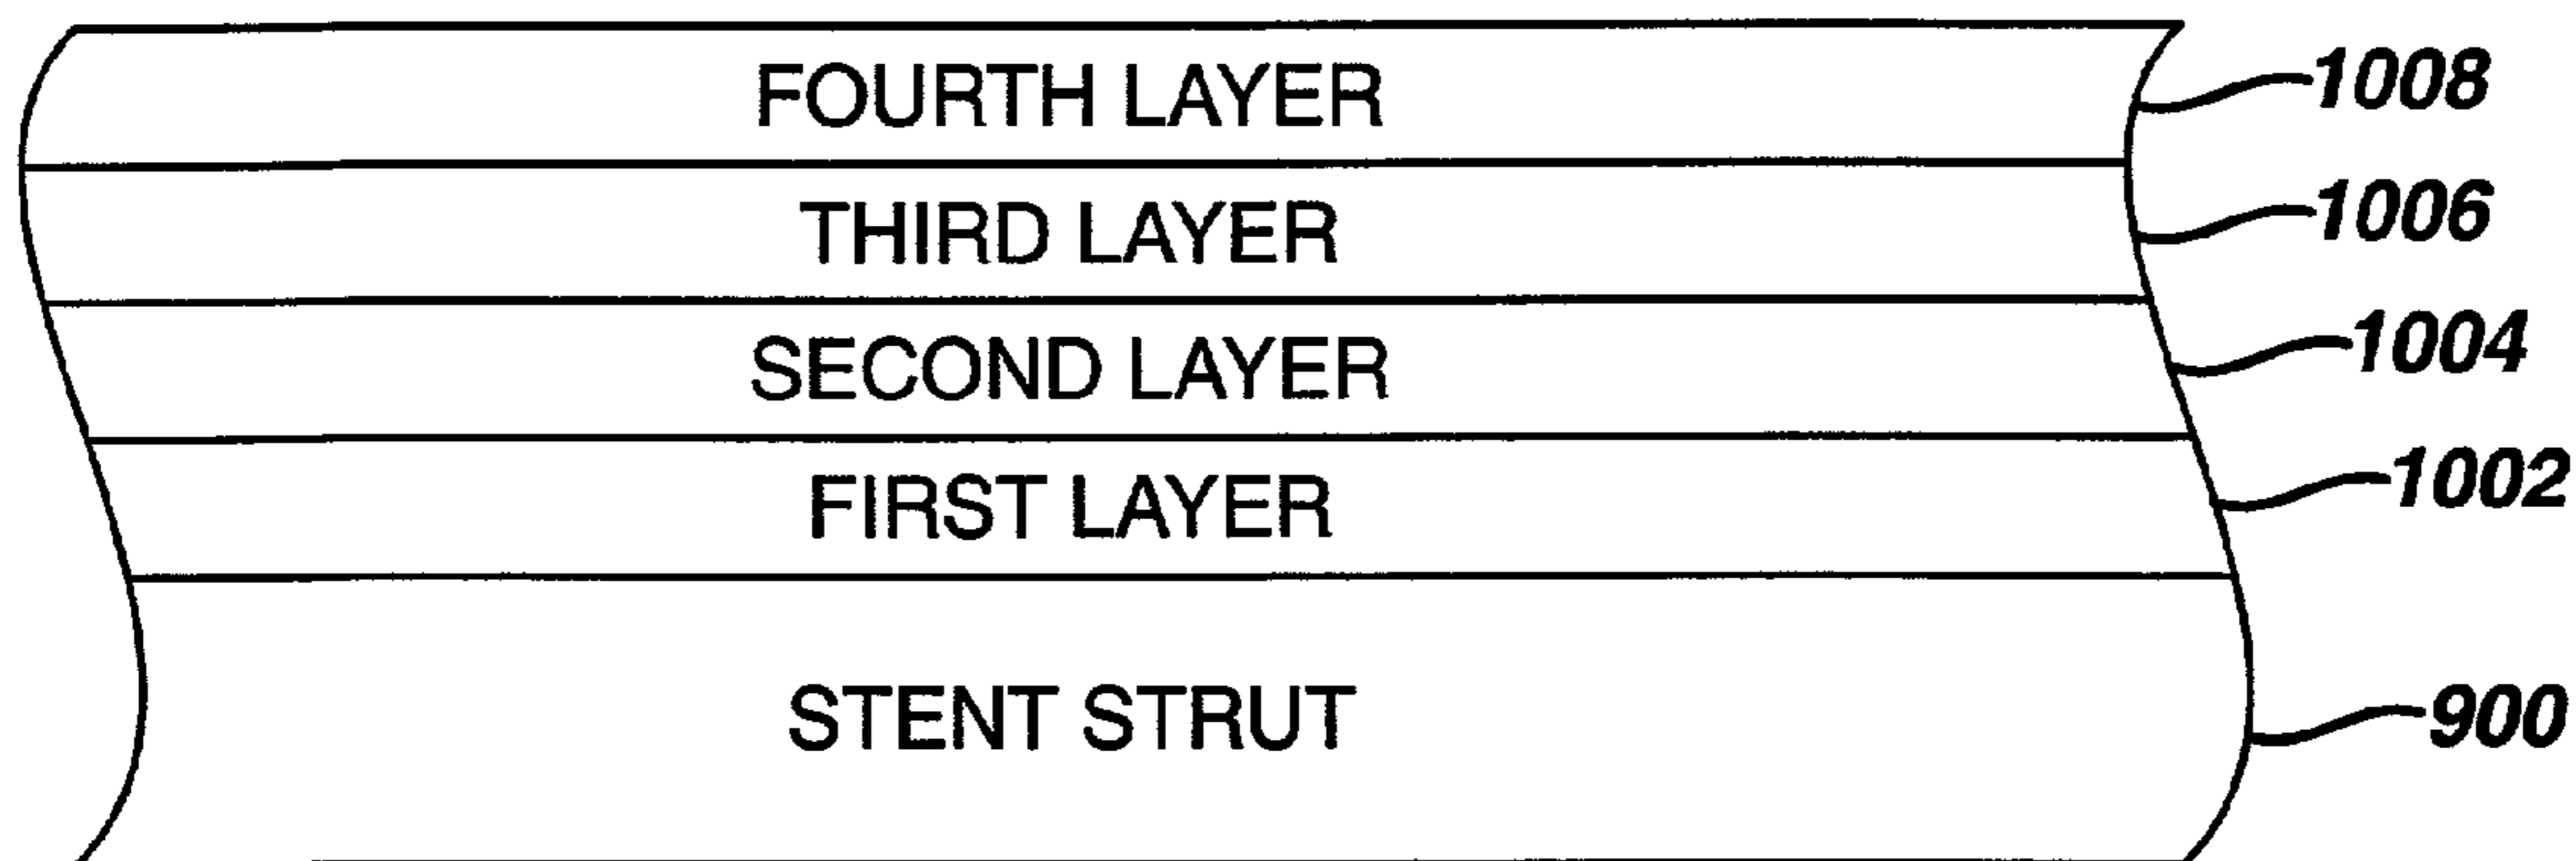 FOURTH LAYER 1008
THIRD LAYER 1006
SECOND LAYER 1004
FIRST LAYER 1002
STENT STRUT 900